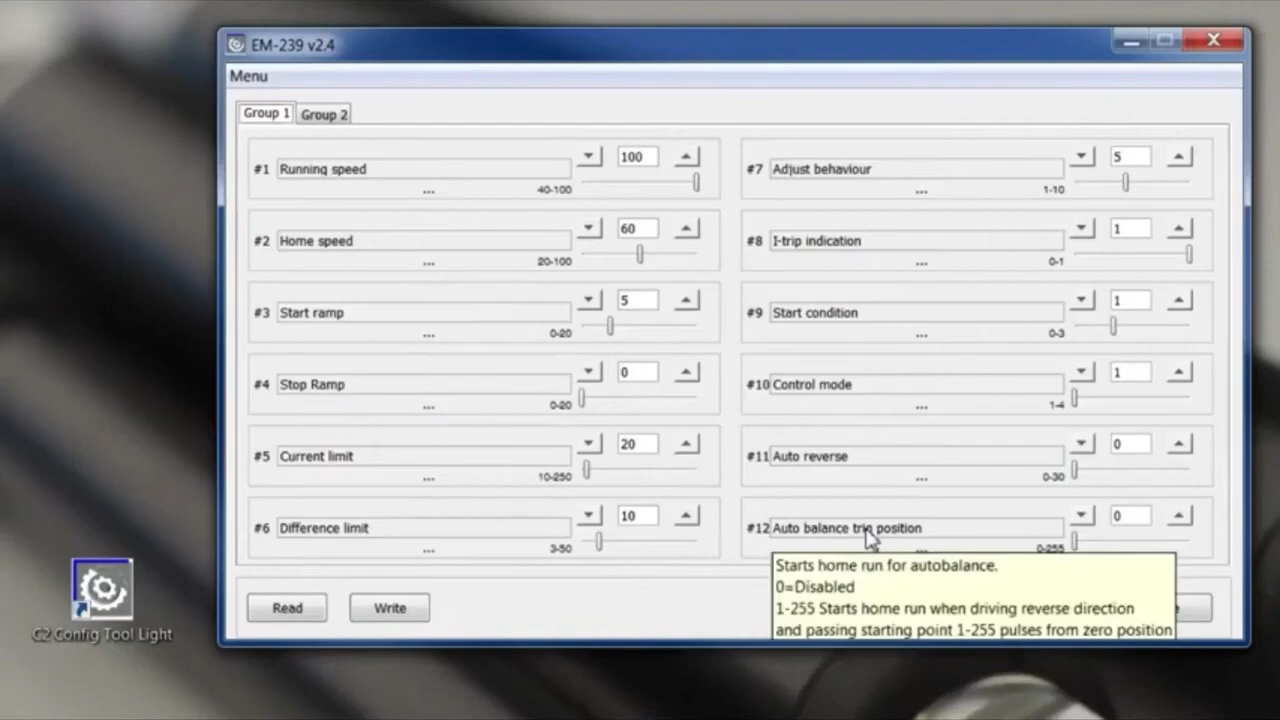 EM-239 v2.4
Menu
Group 1 Group 2
#1 Running speed 100
... 40-100
#2 Home speed 60
... 20-100
#3 Start ramp 5
... 0-20
#4 Stop Ramp 0
... 0-20
#5 Current limit 20
... 10-250
#6 Difference limit 10
... 3-50
#7 Adjust behaviour 5
... 1-10
#8 I-trip indication 1
... 0-1
#9 Start condition 1
... 0-3
#10 Control mode 1
... 1-4
#11 Auto reverse 0
... 0-30
#12 Auto balance trip position 0
... 0-255
Starts home run for autobalance.
0=Disabled
1-255 Starts home run when driving reverse direction
and passing starting point 1-255 pulses from zero position
Read Write
C2 Config Tool Light